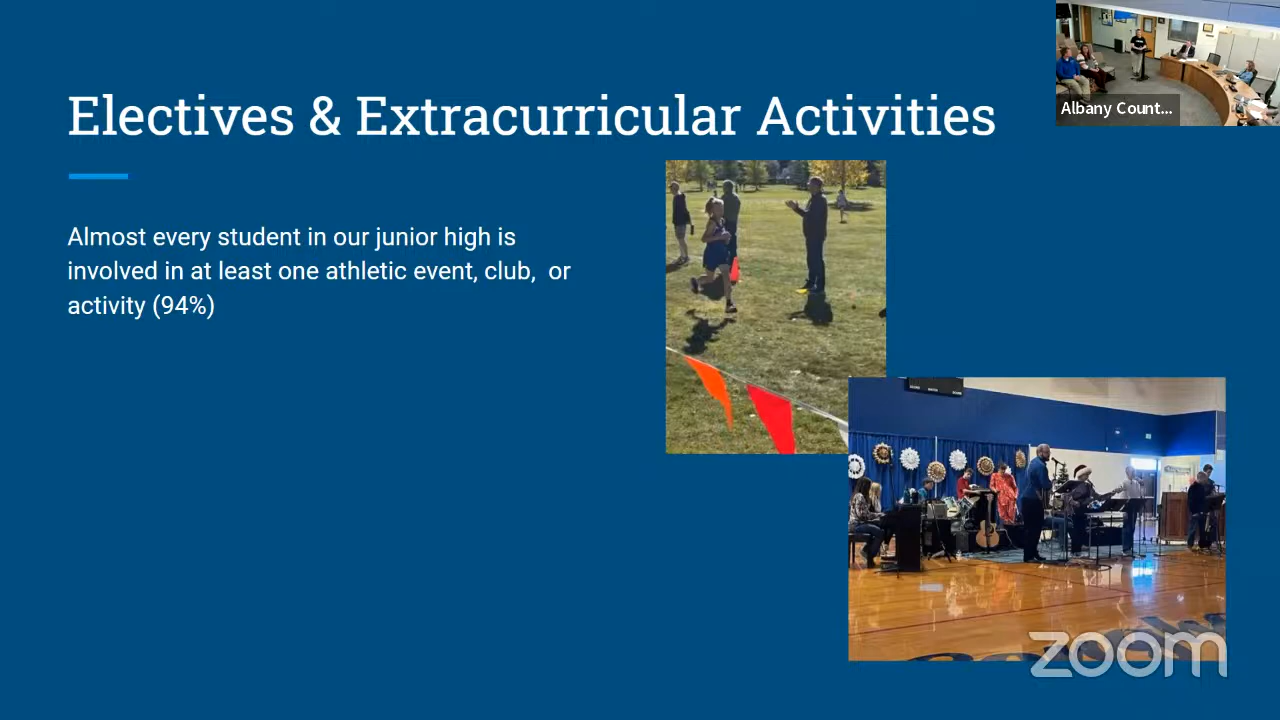 Electives & Extracurricular Activities
Albany Count...
Almost every student in our junior high is
involved in at least one athletic event, club,  or
activity (94%)
zoom